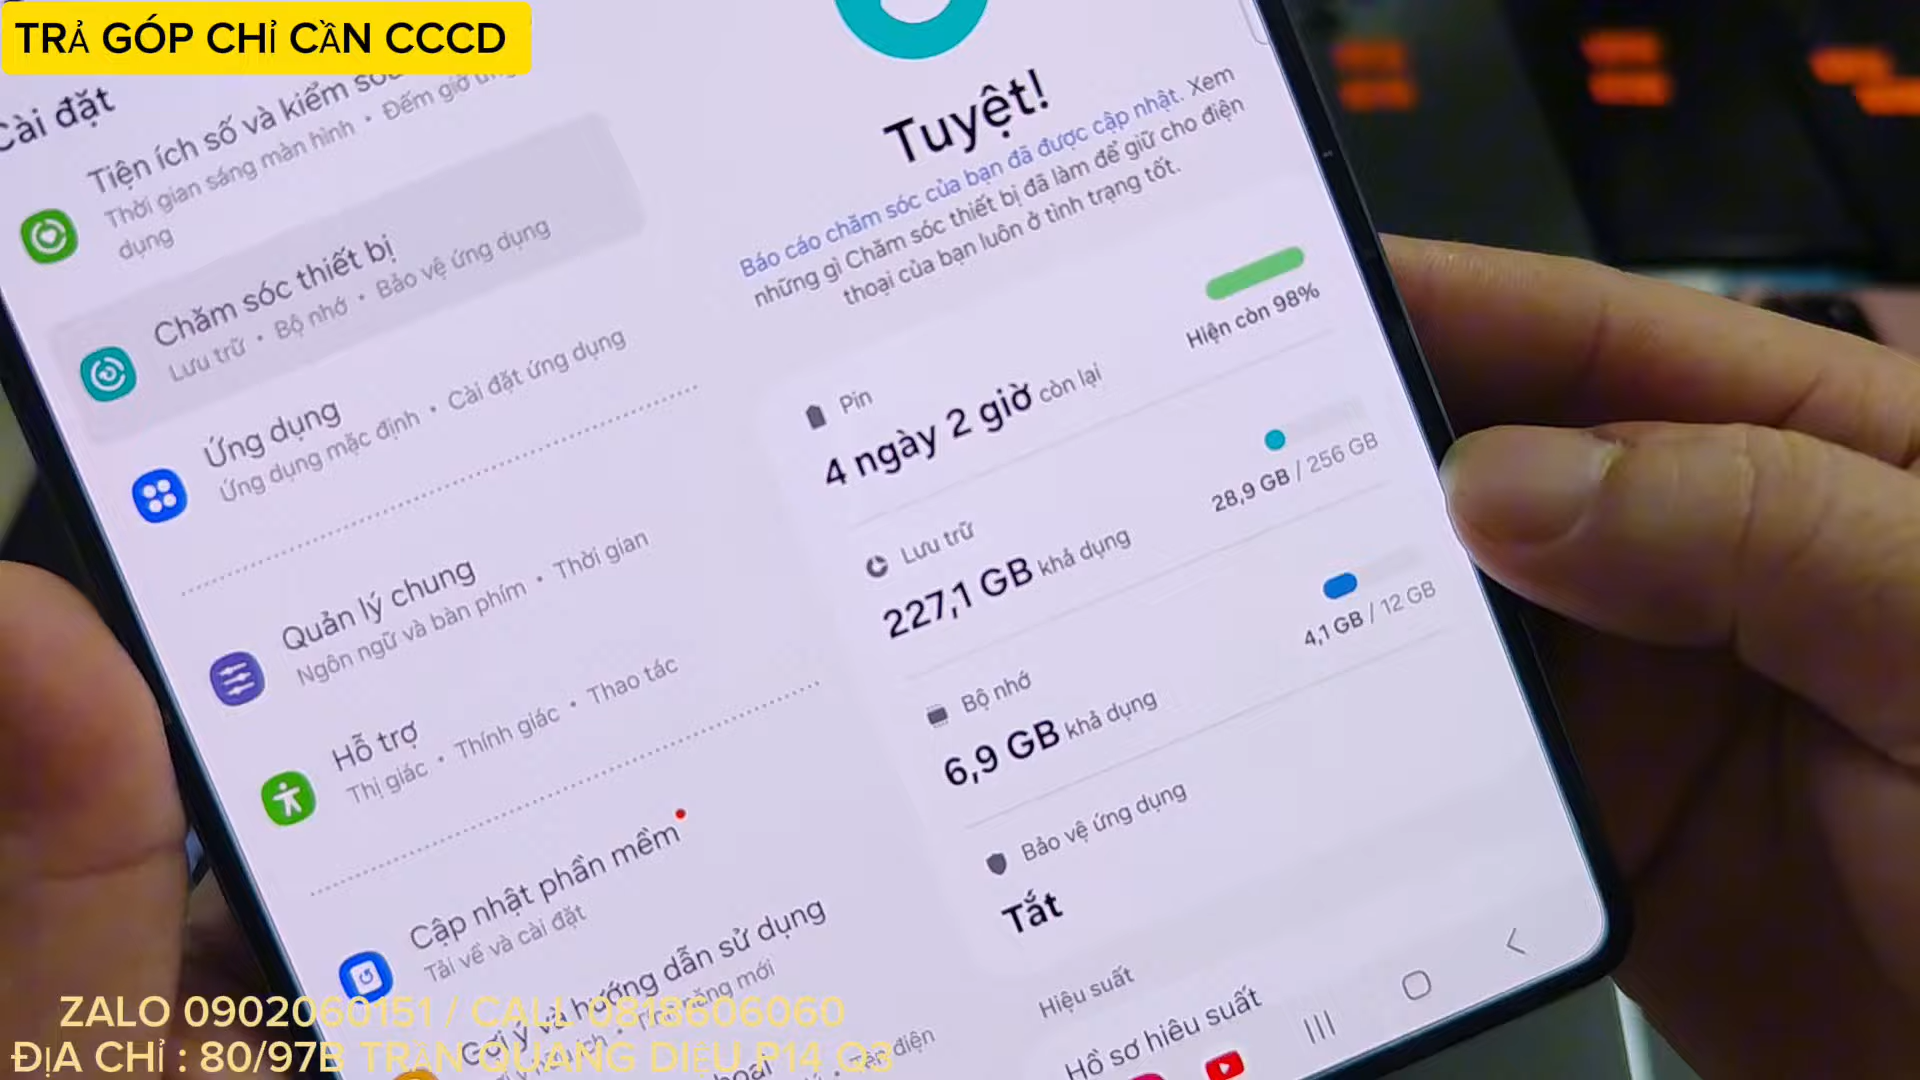 TRẢ GÓP CHỈ CẦN CCCD
Cài đặt
Tiện ích số và kiểm
Thời gian sáng màn hình • Đếm giờ
dụng
Chăm sóc thiết bị
Lưu trữ • Bộ nhớ • Bảo vệ ứng dụng
Ứng dụng
Ứng dụng mặc định • Cài đặt ứng dụng
Quản lý chung
Ngôn ngữ và bàn phím • Thời gian
Hỗ trợ
Thị giác • Thính giác • Thao tác
Cập nhật phần mềm
Tải về và cài đặt
Gợi ý và hướng dẫn sử dụng
năng mới
Tuyệt!
Báo cáo chăm sóc của bạn đã được cập nhật. Xem
những gì Chăm sóc thiết bị đã làm để giữ cho điện
thoại của bạn luôn ở tình trạng tốt.
Pin
4 ngày 2 giờ còn lại
Hiện còn 98%
Lưu trữ
227,1 GB khả dụng
28,9 GB / 256 GB
Bộ nhớ
6,9 GB khả dụng
4,1 GB / 12 GB
Bảo vệ ứng dụng
Tắt
Hiệu suất
Hồ sơ hiệu suất
ZALO 0902060151 / CALL 0818606060
ĐỊA CHỈ : 80/97B TRẦN QUANG DIỆU P14 Q3